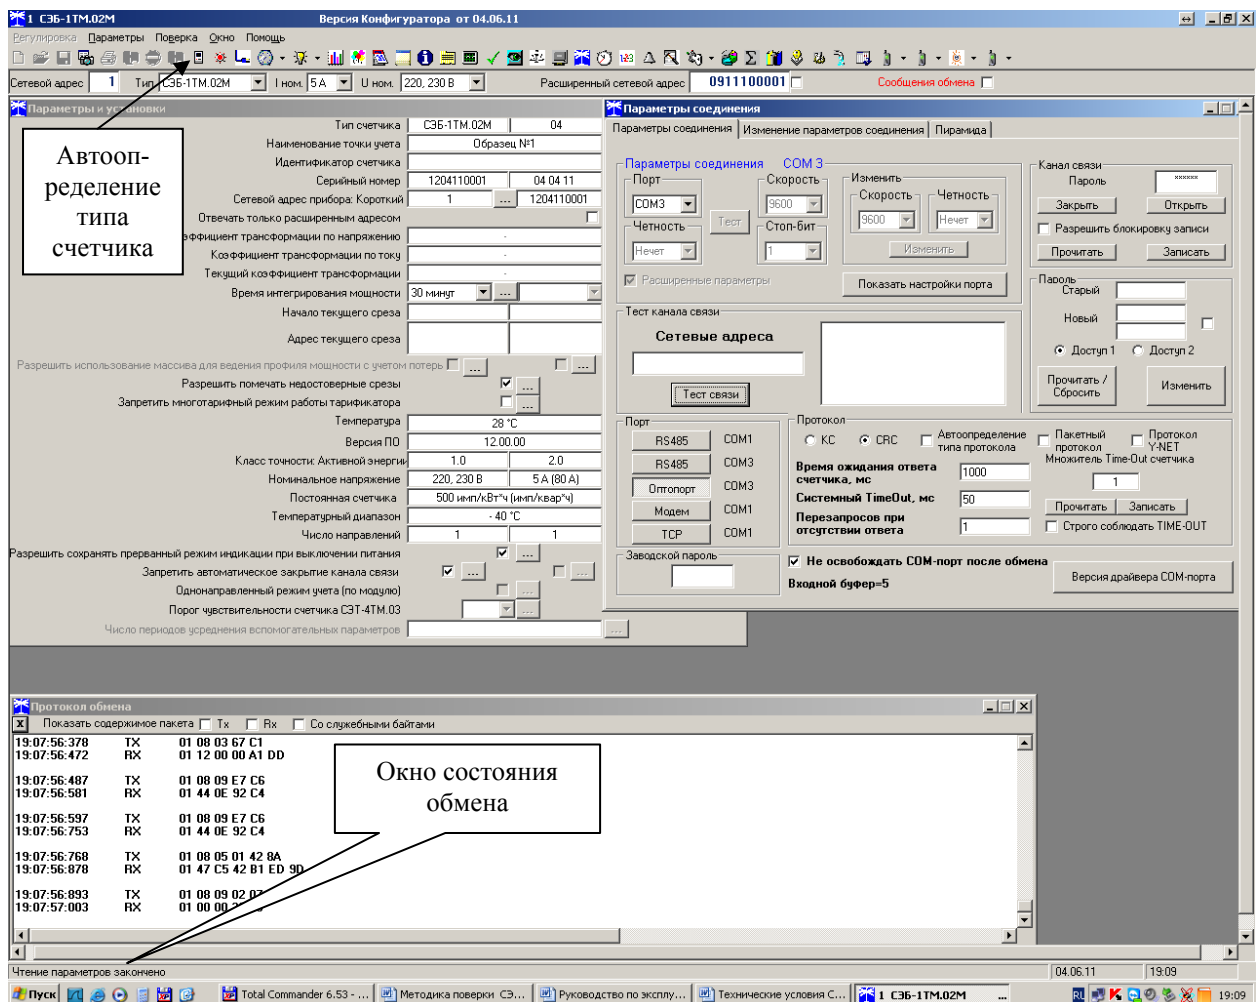 1 СЭБ-1ТМ.02М Версия Конфигуратора от 04.06.11
Регулировка Параметры Поверка Окно Помощь
Сетевой адрес 1 Тип СЭБ-1ТМ.02М I ном. 5 А U ном. 220, 230 В Расширенный сетевой адрес 0911100001 Сообщения обмена
Параметры и установки
Автооп-
ределение
типа
счетчика
Тип счетчика СЭБ-1ТМ.02М 04
Наименование точки учета Образец №1
Идентификатор счетчика
Серийный номер 1204110001 04 04 11
Сетевой адрес прибора: Короткий 1 ... 1204110001
Отвечать только расширенным адресом
эффициент трансформации по напряжению -
Коэффициент трансформации по току
Текущий коэффициент трансформации -
Время интегрирования мощности 30 минут ...
Начало текущего среза
Адрес текущего среза
Разрешить использование массива для ведения профиля мощности с учетом потерь ... ...
Разрешить помечать недостоверные срезы ...
Запретить многотарифный режим работы тарификатора ...
Температура 28 °С
Версия ПО 12.00.00
Класс точности: Активной энергии 1.0 2.0
Номинальное напряжение 220, 230 В 5 А (80 А)
Постоянная счетчика 500 имп/кВт*ч (имп/квар*ч)
Температурный диапазон - 40 °С
Число направлений 1 1
Разрешить сохранять прерванный режим индикации при выключении питания ...
Запретить автоматическое закрытие канала связи ... ...
Однонаправленный режим учета (по модулю) ...
Порог чувствительности счетчика СЭТ-4ТМ.03 ...
Число периодов усреднения вспомогательных параметров ...
Параметры соединения
Параметры соединения Изменение параметров соединения Пирамида
Параметры соединения COM 3
Порт Скорость
COM3 Тест 9600
Четность Стоп-бит
Нечет 1
Расширенные параметры
Изменить
Скорость Четность
9600 Нечет
Изменить
Показать настройки порта
Канал связи
Пароль ******
Закрыть Открыть
Разрешить блокировку записи
Прочитать Записать
Пароль
Старый
Новый
Доступ 1 Доступ 2
Прочитать /
Сбросить
Изменить
Тест канала связи
Сетевые адреса
Тест связи
Порт
RS485 COM1
RS485 COM3
Оптопорт COM3
Модем COM1
TCP COM1
Протокол
КС CRC Автоопределение
типа протокола
Пакетный
протокол
Протокол
Y-NET
Время ожидания ответа
счетчика, мс 1000
Системный TimeOut, мс 50
Перезапросов при
отсутствии ответа 1
Множитель Time-Out счетчика
1
Прочитать Записать
Строго соблюдать TIME-OUT
Заводской пароль
Не освобождать COM-порт после обмена
Входной буфер=5
Версия драйвера COM-порта
Протокол обмена
X Показать содержимое пакета Tx Rx Со служебными байтами
19:07:56:378 TX 01 08 03 67 C1
19:07:56:472 RX 01 12 00 00 A1 DD
19:07:56:487 TX 01 08 09 E7 C6
19:07:56:581 RX 01 44 0E 92 C4
19:07:56:597 TX 01 08 09 E7 C6
19:07:56:753 RX 01 44 0E 92 C4
19:07:56:768 TX 01 08 05 01 42 8A
19:07:56:878 RX 01 47 C5 42 B1 ED 9D
19:07:56:893 TX 01 08 09 02 07
19:07:57:003 RX 01 00 00
Окно состояния
обмена
Чтение параметров закончено 04.06.11 19:09
Пуск Total Commander 6.53 - ... Методика поверки СЭ... Руководство по эксплу... Технические условия С... 1 СЭБ-1ТМ.02М ... RL 19:09